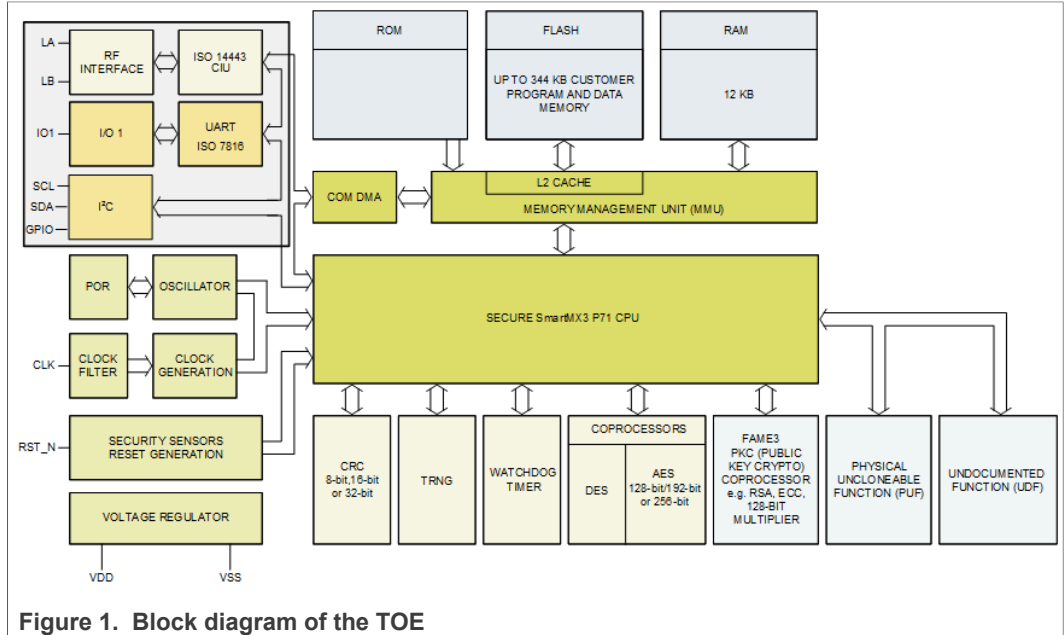 LA
LB
RF
INTERFACE
ISO 14443
CIU
IO1
I/O 1
UART
ISO 7816
SCL
SDA
GPIO
I²C
ROM
FLASH
UP TO 344 KB CUSTOMER
PROGRAM AND DATA
MEMORY
RAM
12 KB
COM DMA
L2 CACHE
MEMORY MANAGEMENT UNIT (MMU)
POR
OSCILLATOR
CLK
CLOCK
FILTER
CLOCK
GENERATION
SECURE SmartMX3 P71 CPU
RST_N
SECURITY SENSORS
RESET GENERATION
VOLTAGE REGULATOR
VDD
VSS
CRC
8-bit,16-bit
or 32-bit
TRNG
WATCHDOG
TIMER
COPROCESSORS
DES
AES
128-bit/192-bit
or 256-bit
FAME3
PKC (PUBLIC
KEY CRYPTO)
COPROCESSOR
e.g. RSA, ECC,
128-BIT
MULTIPLIER
PHYSICAL
UNCLONEABLE
FUNCTION (PUF)
UNDOCUMENTED
FUNCTION (UDF)
Figure 1. Block diagram of the TOE